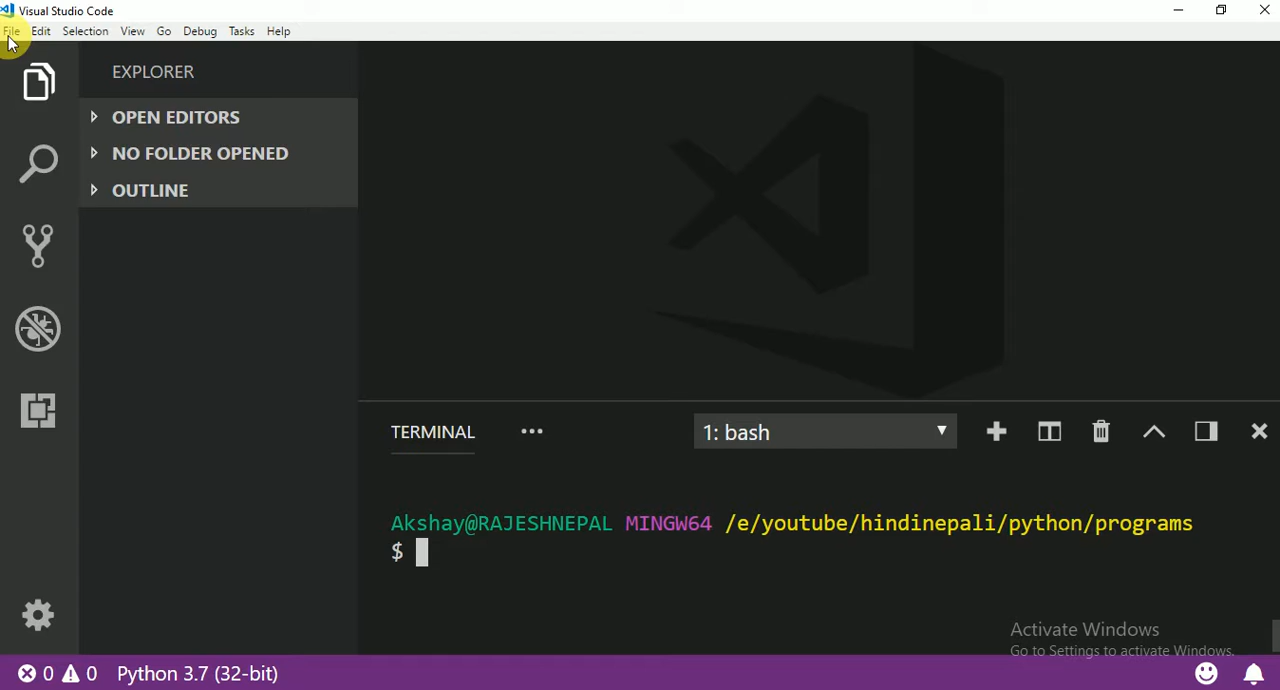 Visual Studio Code
File Edit Selection View Go Debug Tasks Help
EXPLORER
OPEN EDITORS
NO FOLDER OPENED
OUTLINE
TERMINAL ••• 1: bash
Akshay@RAJESHNEPAL MINGW64 /e/youtube/hindinepali/python/programs
$
Activate Windows
Go to Settings to activate Windows.
0 0 Python 3.7 (32-bit)